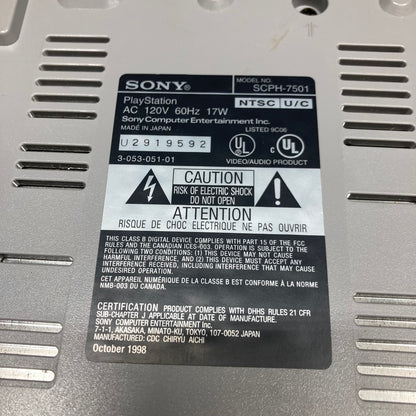 SONY
MODEL NO.
SCPH-7501
PlayStation
AC 120V 60Hz 17W
NTSC U/C
Sony Computer Entertainment Inc.
MADE IN JAPAN
LISTED 9C06
U2919592
UL UL
3-053-051-01
VIDEO/AUDIO PRODUCT
CAUTION
RISK OF ELECTRIC SHOCK
DO NOT OPEN
ATTENTION
RISQUE DE CHOC ELECTRIQUE NE PAS OUVRIR
THIS CLASS B DIGITAL DEVICE COMPLIES WITH PART 15 OF THE FCC
RULES AND THE CANADIAN ICES-003. OPERATION IS SUBJECT TO THE
FOLLOWING TWO CONDITIONS: (1) THIS DEVICE MAY NOT CAUSE
HARMFUL INTERFERENCE, AND (2) THIS DEVICE MUST ACCEPT ANY
INTERFERENCE RECEIVED, INCLUDING INTERFERENCE THAT MAY CAUSE
UNDESIRED OPERATION.
CET APPAREIL NUMÉRIQUE DE LA CLASSE B EST CONFORME À LA NORME
NMB-003 DU CANADA.
CERTIFICATION PRODUCT COMPLIES WITH DHHS RULES 21 CFR
SUB-CHAPTER J APPLICABLE AT DATE OF MANUFACTURE.
SONY COMPUTER ENTERTAINMENT Inc.
7-1-1, AKASAKA, MINATO-KU, TOKYO, 107-0052 JAPAN
MANUFACTURED: CDC CHIRYU AICHI
October 1998